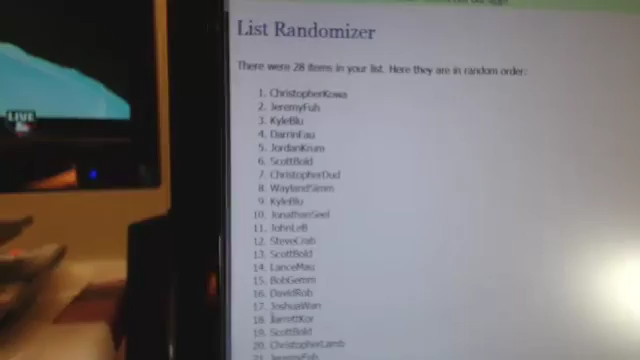 LIVE
List Randomizer
There were 28 items in your list. Here they are in random order:
1. ChristopherKowa
2. JeremyFuh
3. KyleBlu
4. DarrinFau
5. JordanKrum
6. ScottBold
7. ChristopherDud
8. WaylandSimm
9. KyleBlu
10. JonathanSeel
11. JohnLeB
12. SteveCrab
13. ScottBold
14. LanceMau
15. BobGemm
16. DavidRob
17. JoshuaWan
18. JarrettKor
19. ScottBold
20. ChristopherLamb
21. JeremyFuh